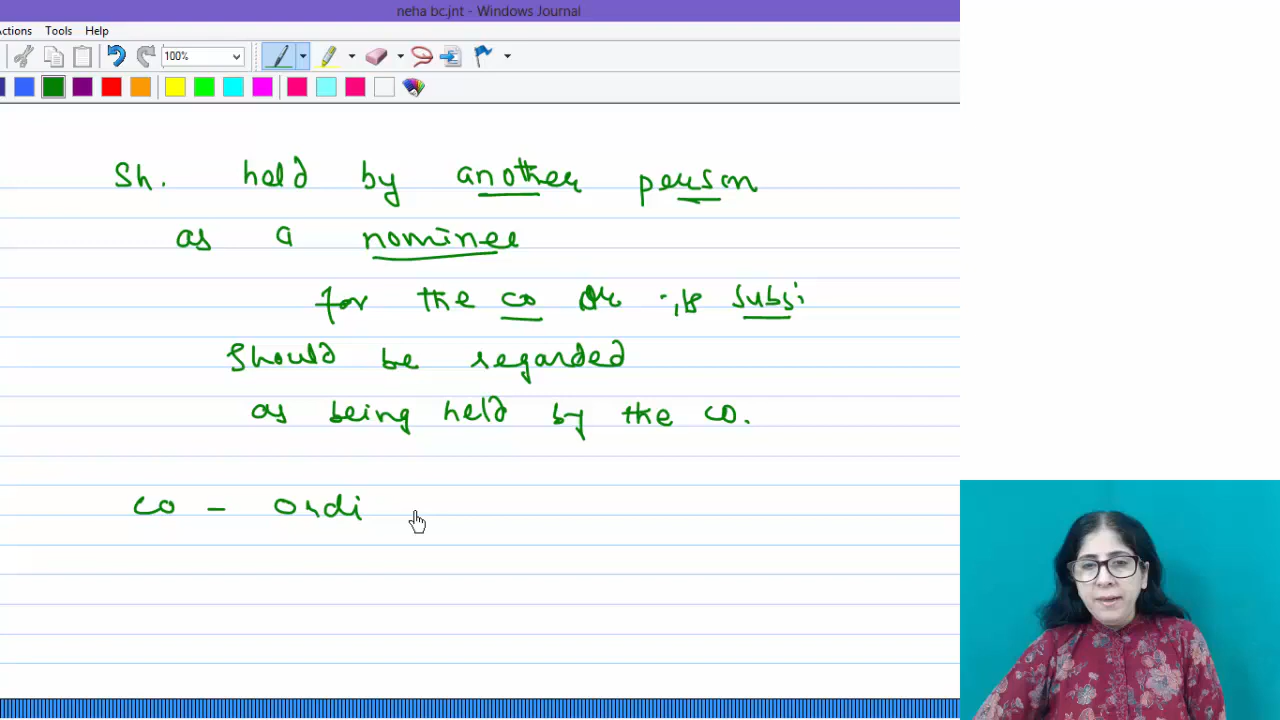 neha bc.jnt - Windows Journal
Actions Tools Help
100%
Sh. held by another person
as a nominee
for the co or its subsi
should be regarded
as being held by the co.
co - ordi